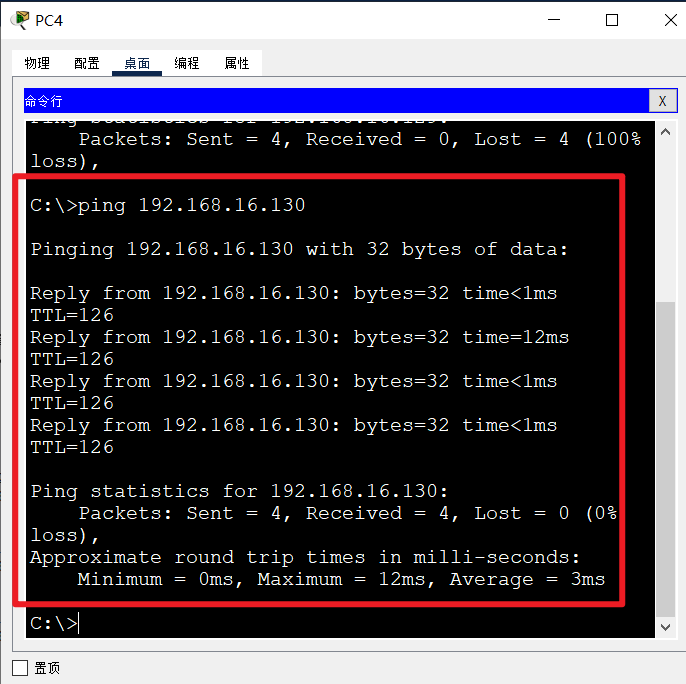 PC4
物理 配置 桌面 编程 属性
命令行
X
Packets: Sent = 4, Received = 0, Lost = 4 (100%
loss),
C:\>ping 192.168.16.130
Pinging 192.168.16.130 with 32 bytes of data:
Reply from 192.168.16.130: bytes=32 time<1ms
TTL=126
Reply from 192.168.16.130: bytes=32 time=12ms
TTL=126
Reply from 192.168.16.130: bytes=32 time<1ms
TTL=126
Reply from 192.168.16.130: bytes=32 time<1ms
TTL=126
Ping statistics for 192.168.16.130:
Packets: Sent = 4, Received = 4, Lost = 0 (0%
loss),
Approximate round trip times in milli-seconds:
Minimum = 0ms, Maximum = 12ms, Average = 3ms
C:\>
置顶